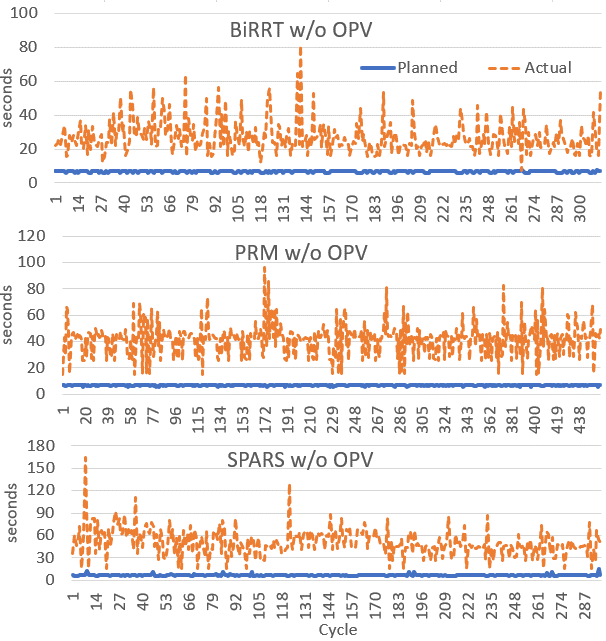 BiRRT w/o OPV
Planned Actual
seconds
100
80
60
40
20
0
1 14 27 40 53 66 79 92 105 118 131 144 157 170 183 196 209 222 235 248 261 274 287 300
PRM w/o OPV
seconds
120
100
80
60
40
20
0
1 20 39 58 77 96 115 134 153 172 191 210 229 248 267 286 305 324 343 362 381 400 419 438
SPARS w/o OPV
seconds
180
150
120
90
60
30
0
1 14 27 40 53 66 79 92 105 118 131 144 157 170 183 196 209 222 235 248 261 274 287
Cycle